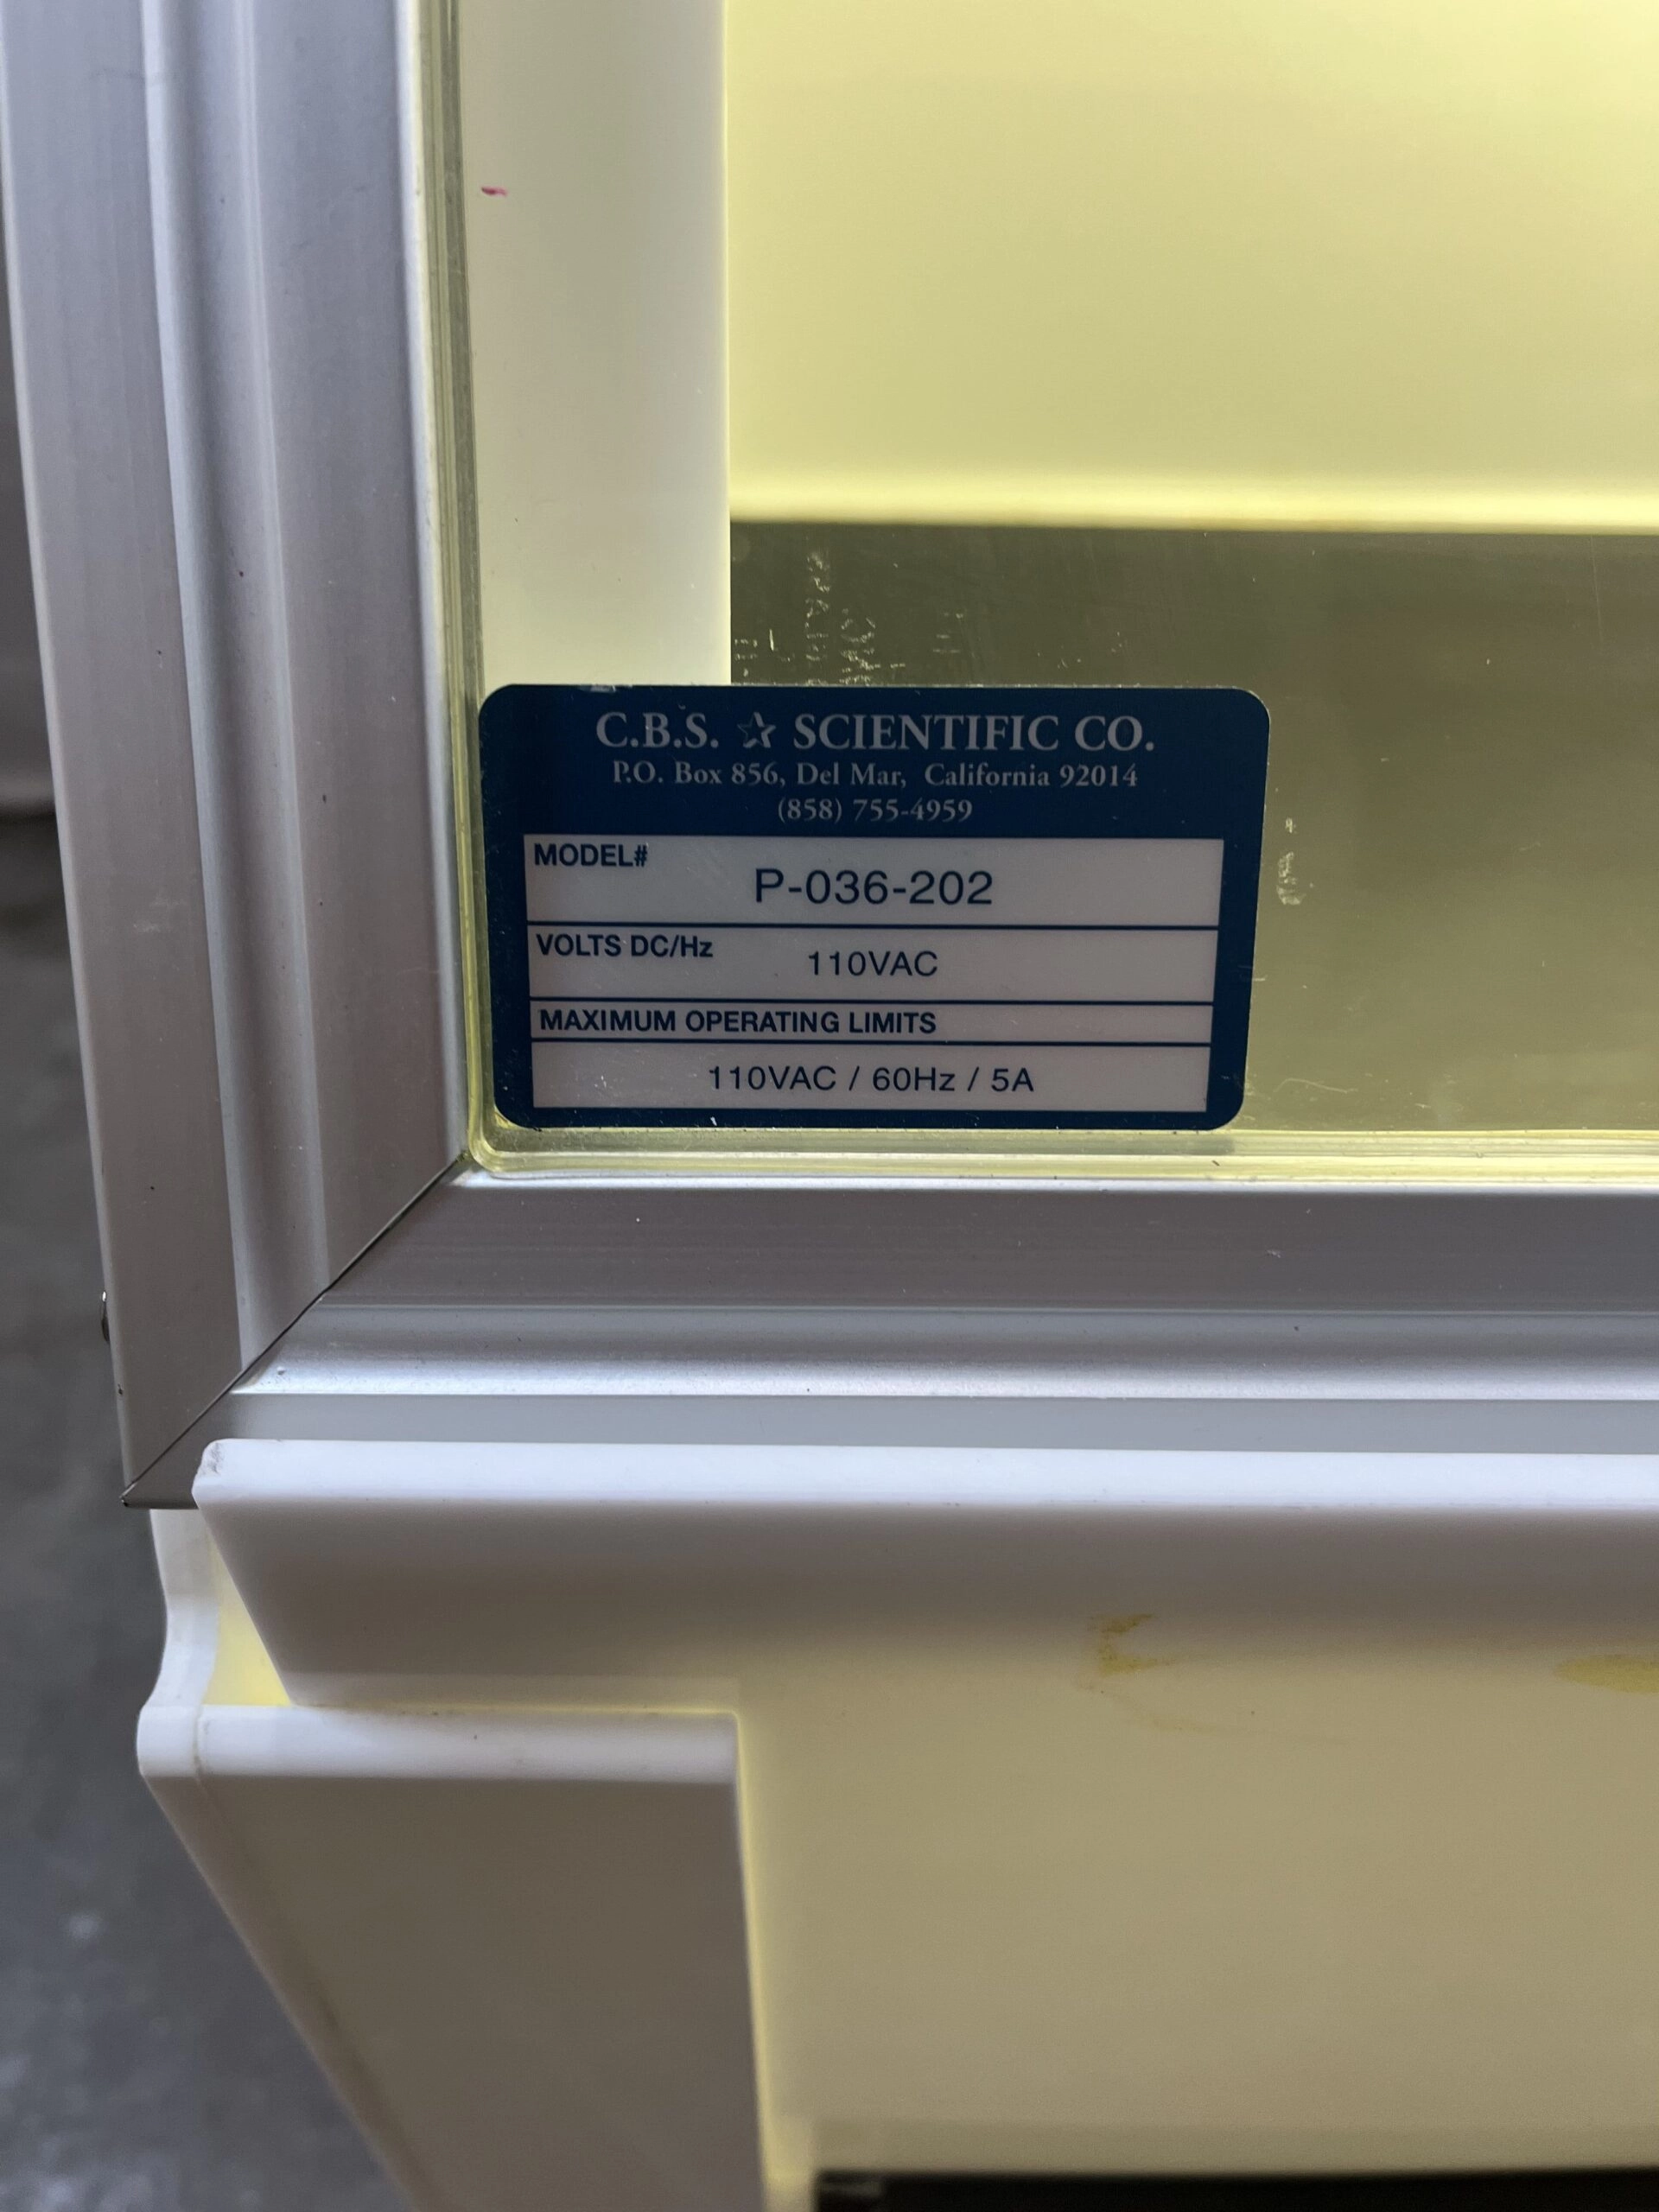 C.B.S. ☆ SCIENTIFIC CO.
P.O. Box 856, Del Mar, California 92014
(858) 755-4959
MODEL#
P-036-202
VOLTS DC/Hz 110VAC
MAXIMUM OPERATING LIMITS
110VAC / 60Hz / 5A